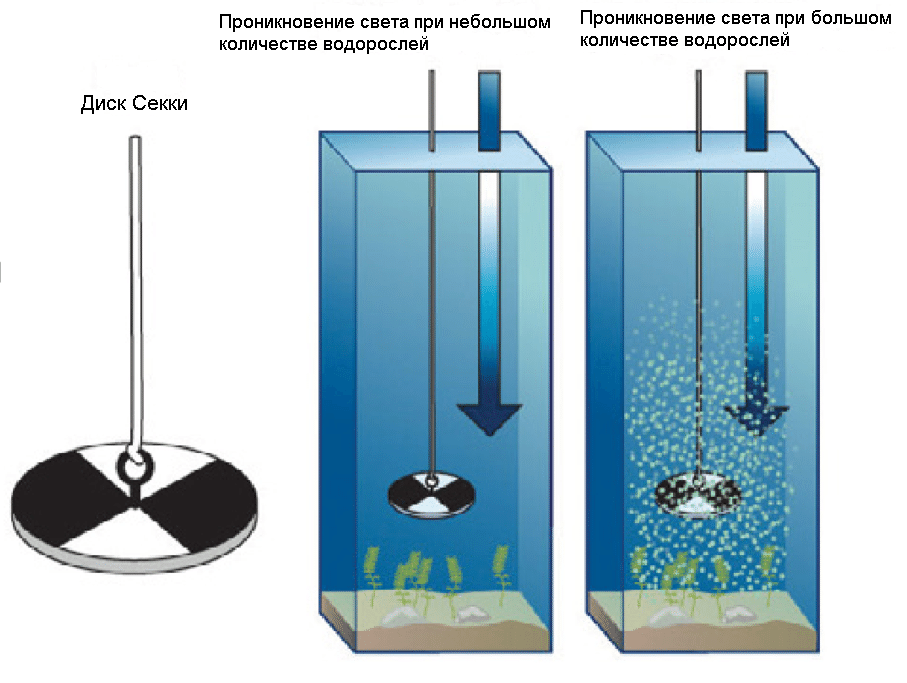 Проникновение света при небольшом
количестве водорослей
Проникновение света при большом
количестве водорослей
Диск Секки